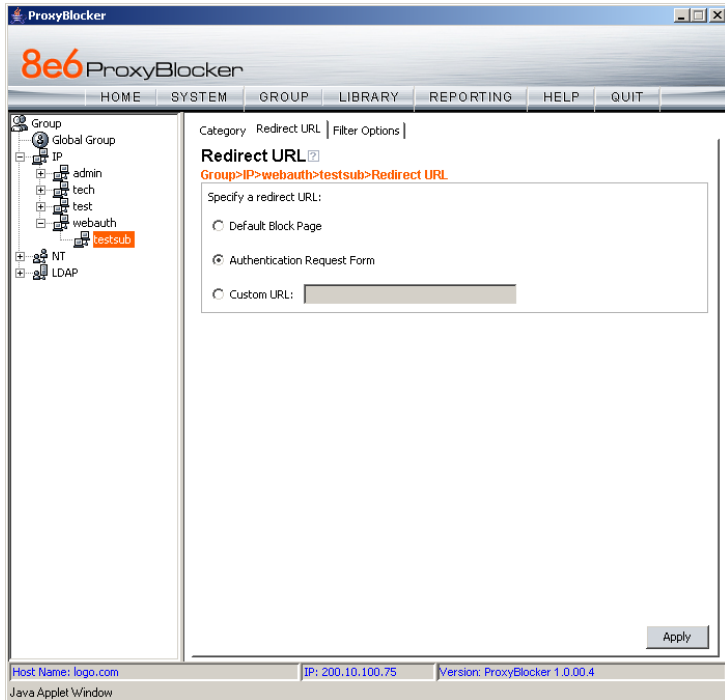 ProxyBlocker
8e6 ProxyBlocker
HOME SYSTEM GROUP LIBRARY REPORTING HELP QUIT
Group
Global Group
IP
admin
tech
test
webauth
testsub
NT
LDAP
Category Redirect URL Filter Options
Redirect URL ?
Group>IP>webauth>testsub>Redirect URL
Specify a redirect URL:
Default Block Page
Authentication Request Form
Custom URL:
Apply
Host Name: logo.com IP: 200.10.100.75 Version: ProxyBlocker 1.0.00.4
Java Applet Window